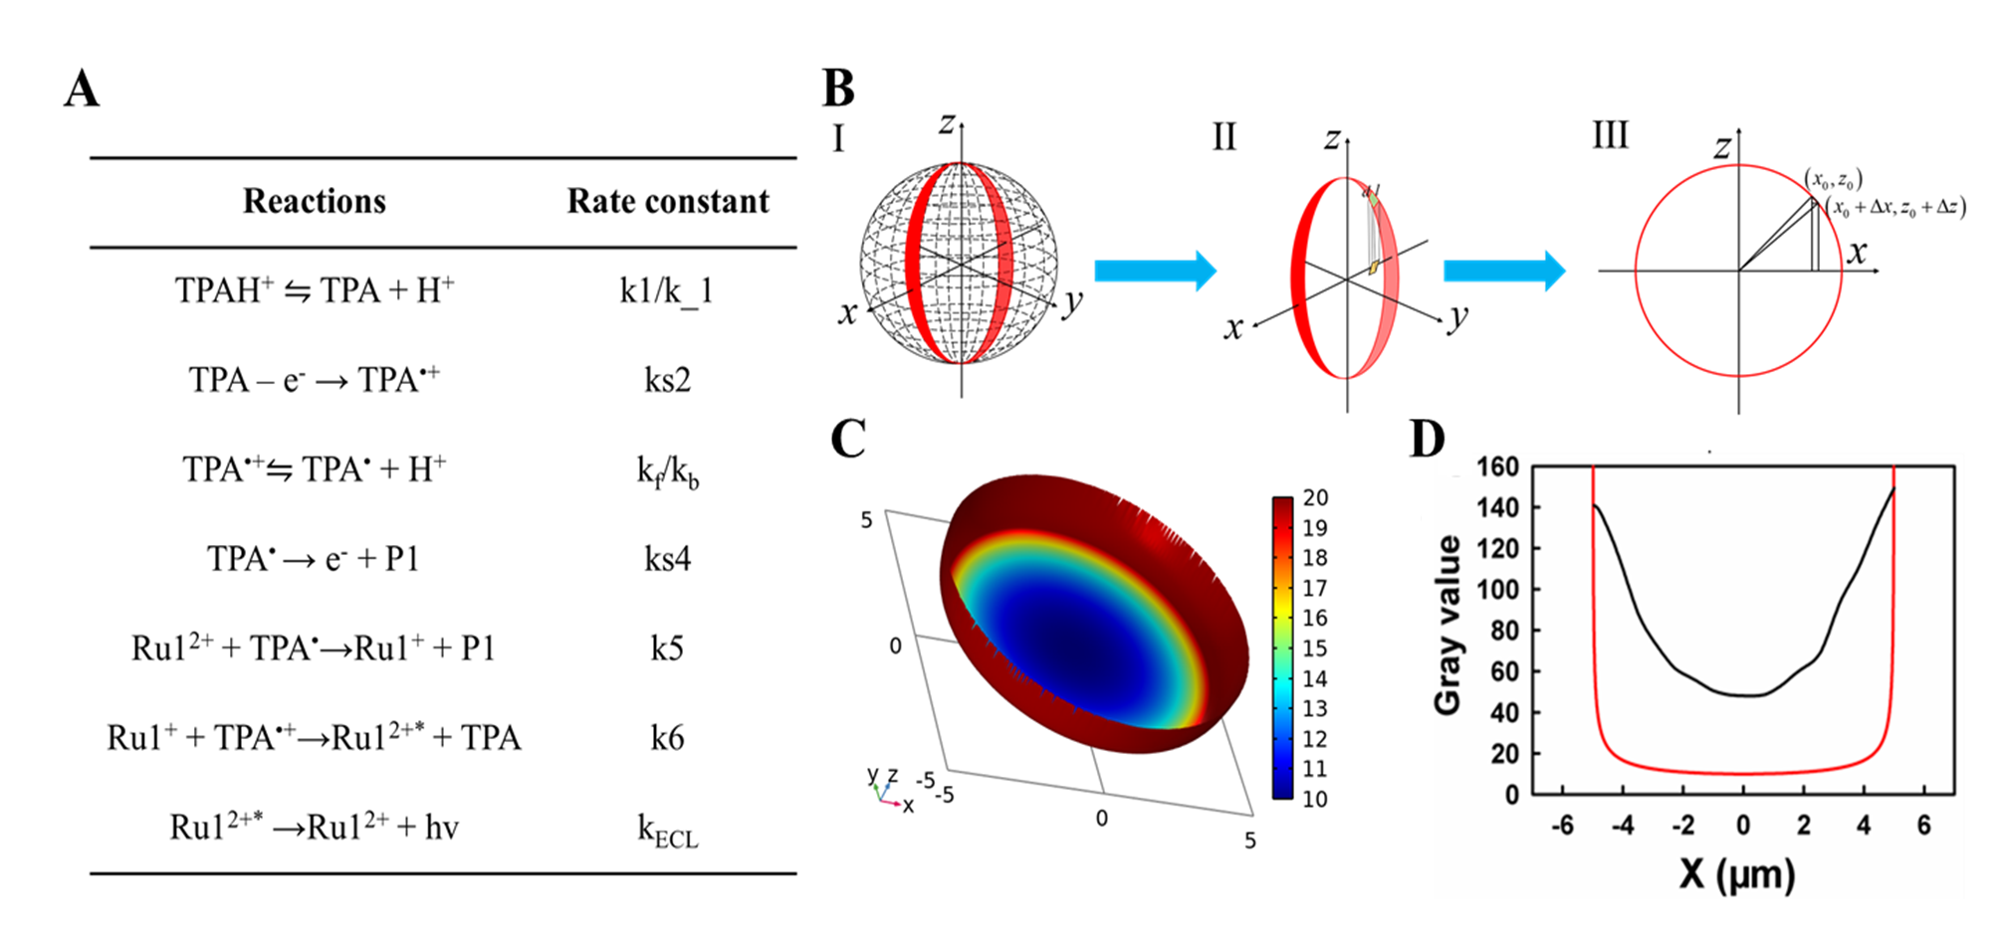 A
Reactions Rate constant
TPAH⁺ ⇋ TPA + H⁺ k1/k_1
TPA – e⁻ → TPA•⁺ ks2
TPA•⁺⇋ TPA• + H⁺ kf/kb
TPA•→ e⁻ + P1 ks4
Ru1²⁺ + TPA•→Ru1⁺ + P1 k5
Ru1⁺ + TPA•⁺→Ru1²⁺* + TPA k6
Ru1²⁺* →Ru1²⁺ + hv kECL
B
I
z
x
y
II
z
d l
x
y
III
z
(x₀, z₀)
(x₀ + Δx, z₀ + Δz)
x
C
5
0
-5
-5
0
5
y z
x
20
19
18
17
16
15
14
13
12
11
10
D
Gray value
160
140
120
100
80
60
40
20
0
-6 -4 -2 0 2 4 6
X (μm)